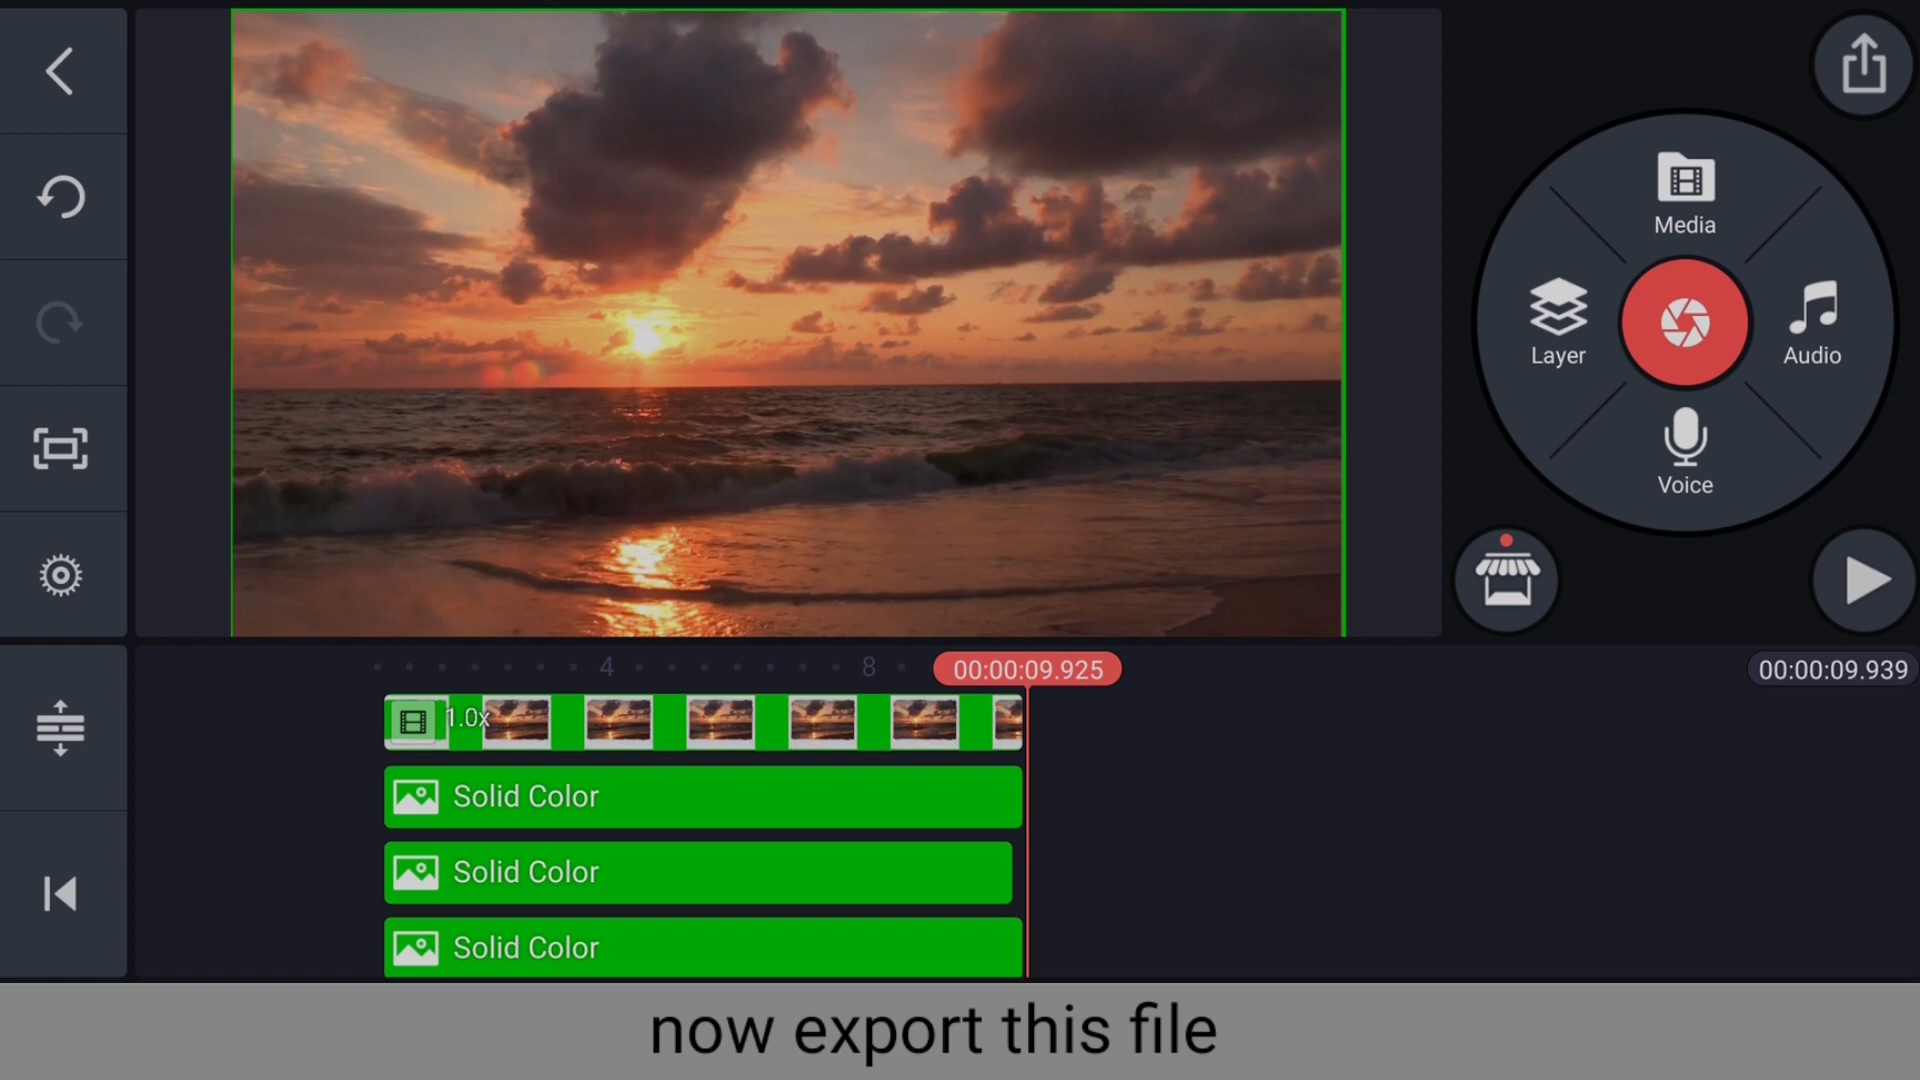 Media
Layer
Audio
Voice
4
8
00:00:09.925
00:00:09.939
1.0x
Solid Color
Solid Color
Solid Color
now export this file